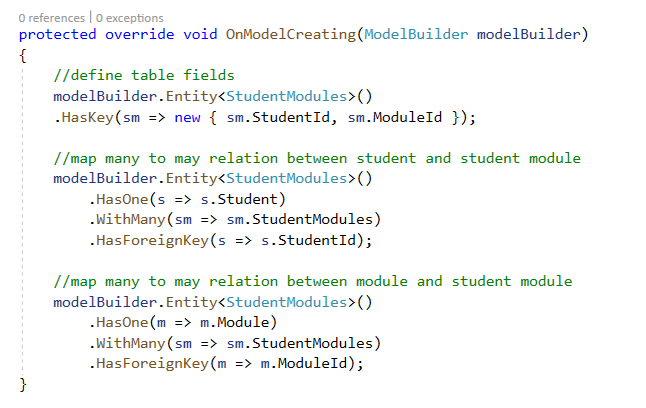 0 references | 0 exceptions
protected override void OnModelCreating(ModelBuilder modelBuilder)
{
//define table fields
modelBuilder.Entity<StudentModules>()
.HasKey(sm => new { sm.StudentId, sm.ModuleId });
//map many to may relation between student and student module
modelBuilder.Entity<StudentModules>()
.HasOne(s => s.Student)
.WithMany(sm => sm.StudentModules)
.HasForeignKey(s => s.StudentId);
//map many to may relation between module and student module
modelBuilder.Entity<StudentModules>()
.HasOne(m => m.Module)
.WithMany(sm => sm.StudentModules)
.HasForeignKey(m => m.ModuleId);
}